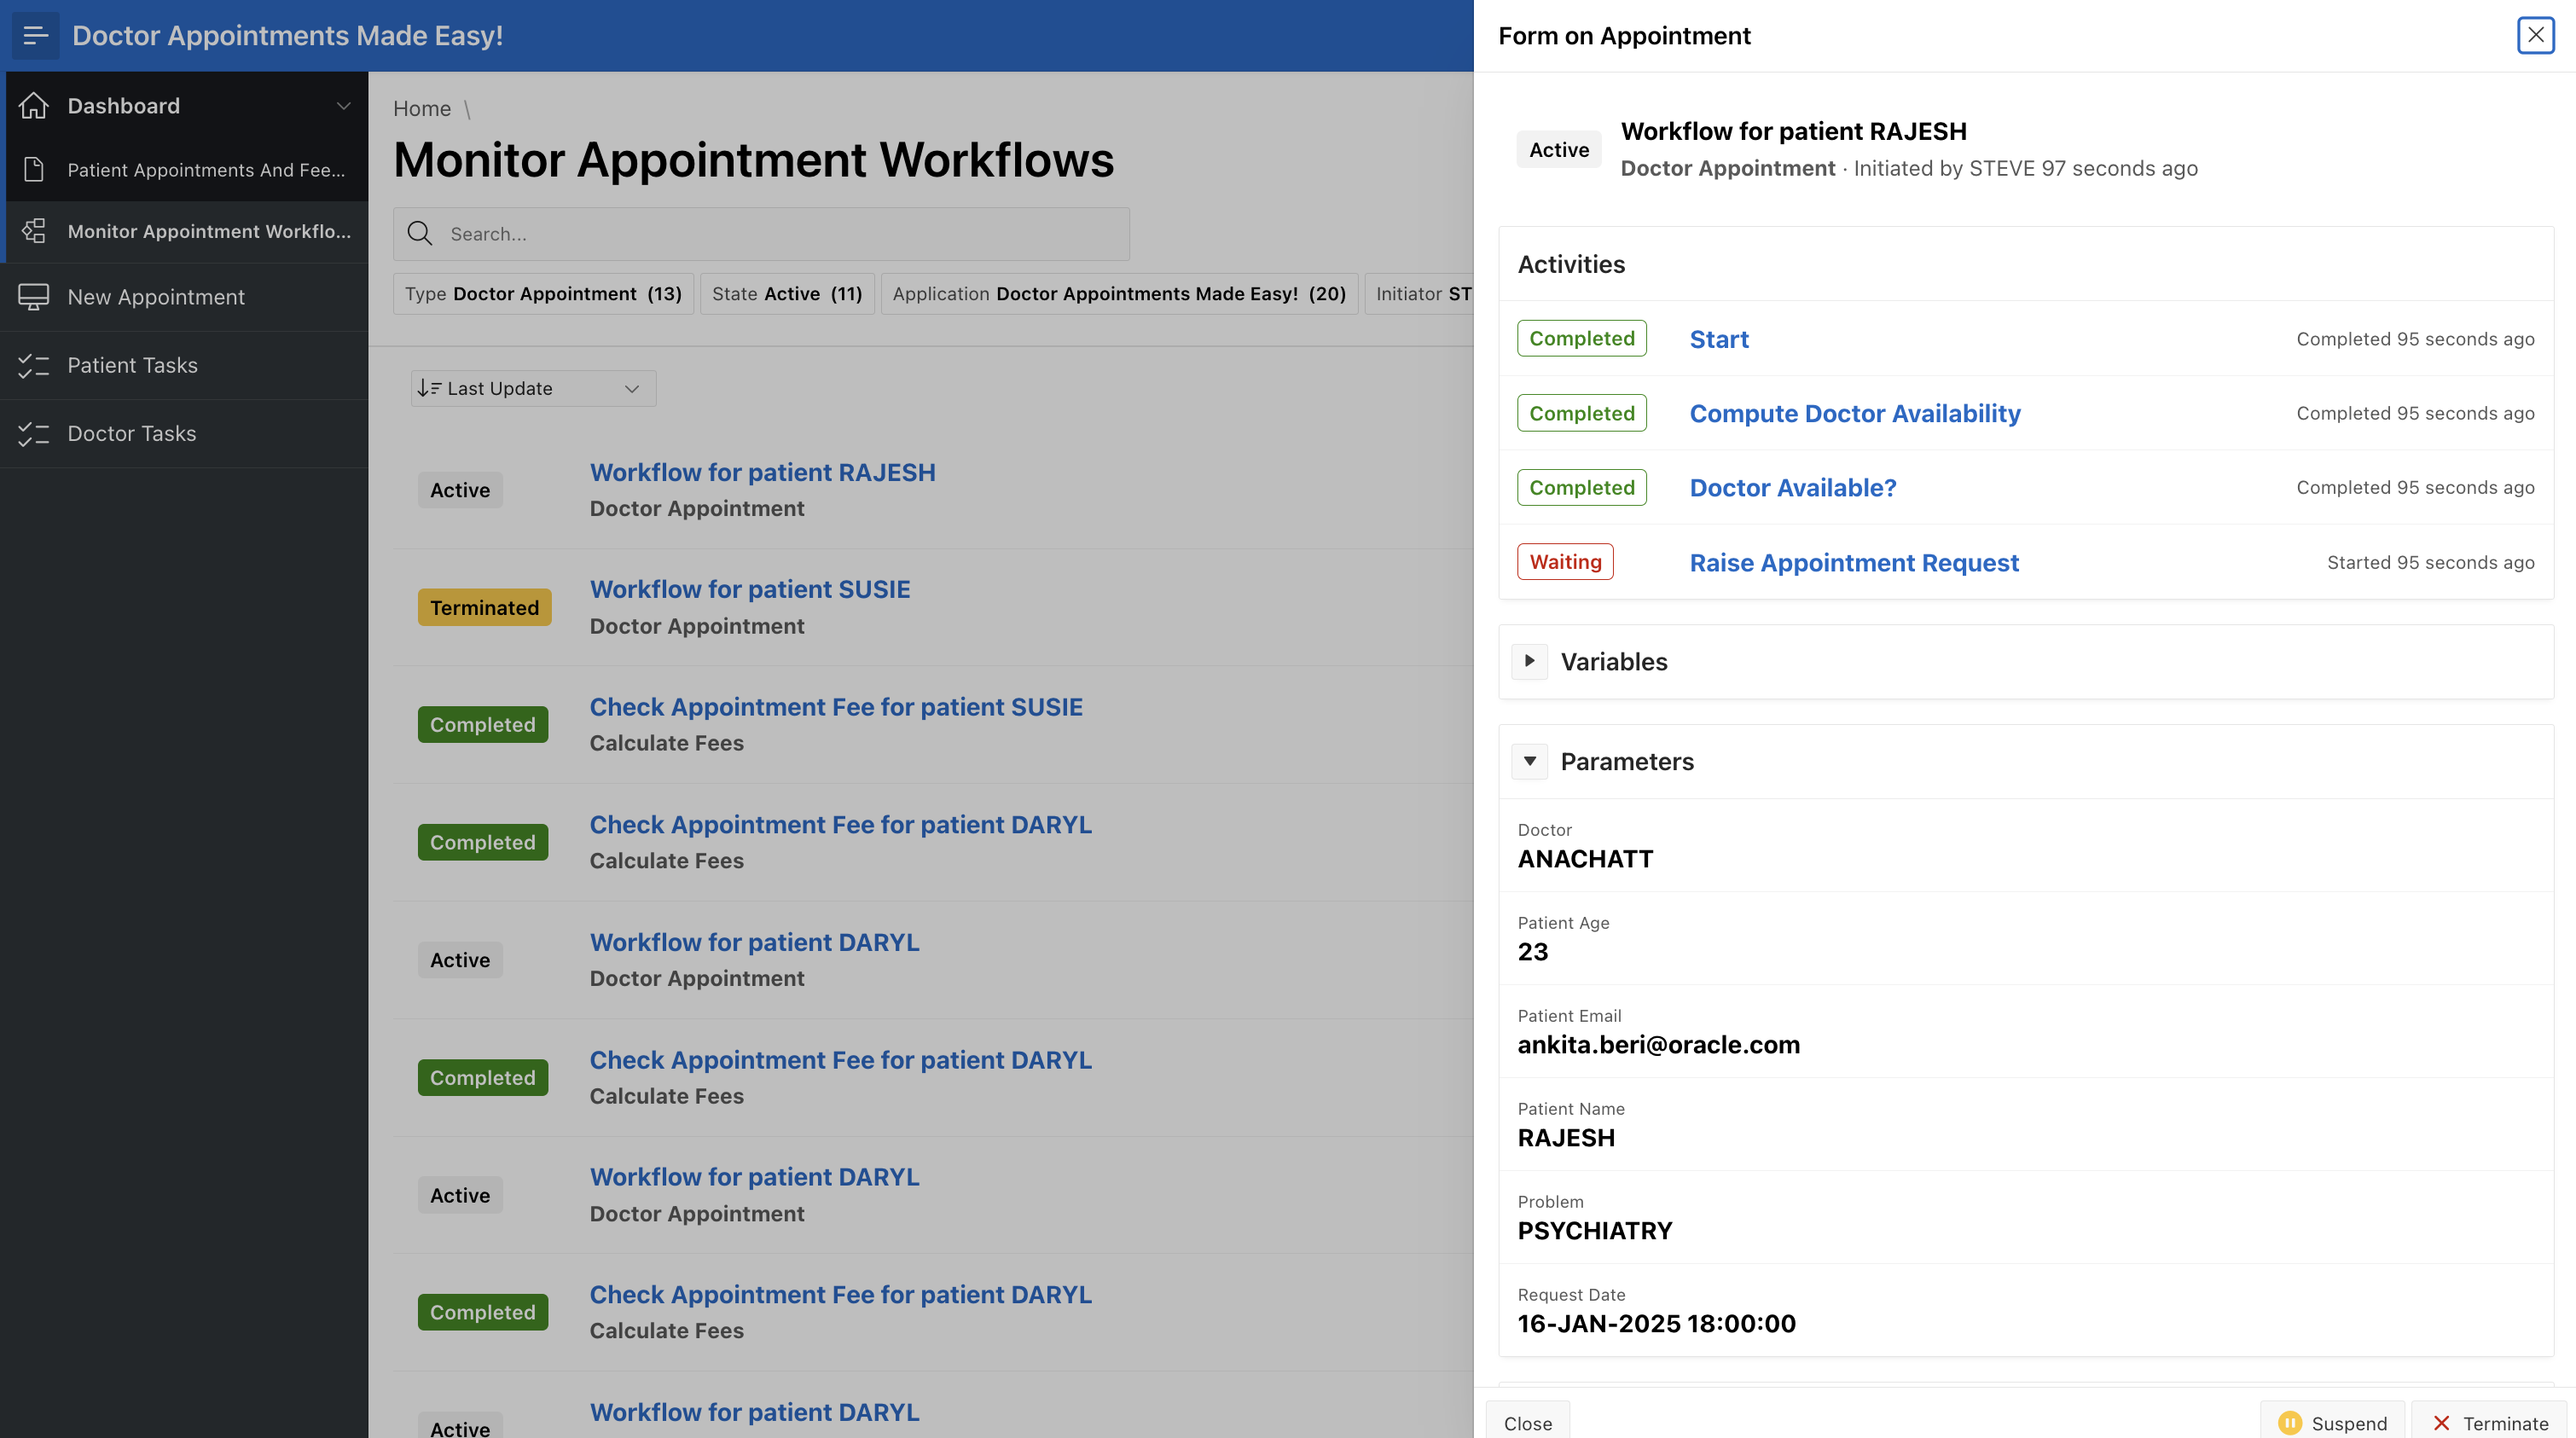 Doctor Appointments Made Easy!
Dashboard
Patient Appointments And Fee...
Monitor Appointment Workflo...
New Appointment
Patient Tasks
Doctor Tasks
Home \
Monitor Appointment Workflows
Search...
Type Doctor Appointment (13)
State Active (11)
Application Doctor Appointments Made Easy! (20)
Initiator ST
Last Update
Active
Workflow for patient RAJESH
Doctor Appointment
Terminated
Workflow for patient SUSIE
Doctor Appointment
Completed
Check Appointment Fee for patient SUSIE
Calculate Fees
Completed
Check Appointment Fee for patient DARYL
Calculate Fees
Active
Workflow for patient DARYL
Doctor Appointment
Completed
Check Appointment Fee for patient DARYL
Calculate Fees
Active
Workflow for patient DARYL
Doctor Appointment
Completed
Check Appointment Fee for patient DARYL
Calculate Fees
Active
Workflow for patient DARYL
Form on Appointment
Active
Workflow for patient RAJESH
Doctor Appointment · Initiated by STEVE 97 seconds ago
Activities
Completed Start Completed 95 seconds ago
Completed Compute Doctor Availability Completed 95 seconds ago
Completed Doctor Available? Completed 95 seconds ago
Waiting Raise Appointment Request Started 95 seconds ago
Variables
Parameters
Doctor
ANACHATT
Patient Age
23
Patient Email
ankita.beri@oracle.com
Patient Name
RAJESH
Problem
PSYCHIATRY
Request Date
16-JAN-2025 18:00:00
Close
Suspend
Terminate